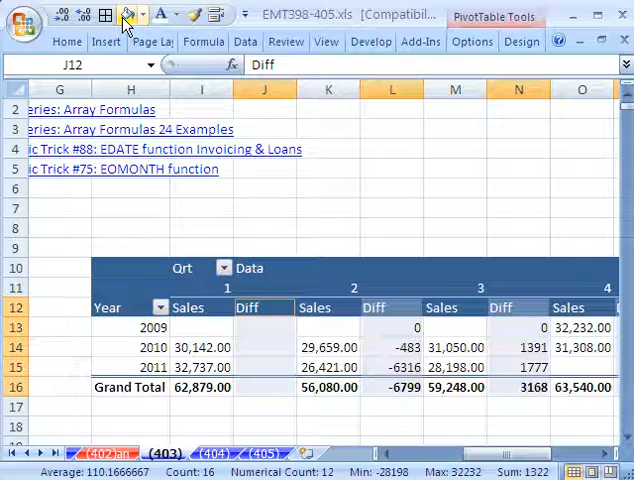 EMT398-405.xls [Compatibil...
PivotTable Tools
Home Insert Page La Formula Data Review View Develop Add-Ins Options Design
J12 fx Diff
G H I J K L M N O
2 eries: Array Formulas
3 eries: Array Formulas 24 Examples
4 ic Trick #88: EDATE function Invoicing & Loans
5 ic Trick #75: EOMONTH function
6
7
8
9
10 Qrt Data
11 1 2 3 4
12 Year Sales Diff Sales Diff Sales Diff Sales
13 2009 0 0 32,232.00
14 2010 30,142.00 29,659.00 -483 31,050.00 1391 31,308.00
15 2011 32,737.00 26,421.00 -6316 28,198.00 1777
16 Grand Total 62,879.00 56,080.00 -6799 59,248.00 3168 63,540.00
17
18
(402)an (403) (404) (405)
Average: 110.1666667 Count: 16 Numerical Count: 12 Min: -28198 Max: 32232 Sum: 1322